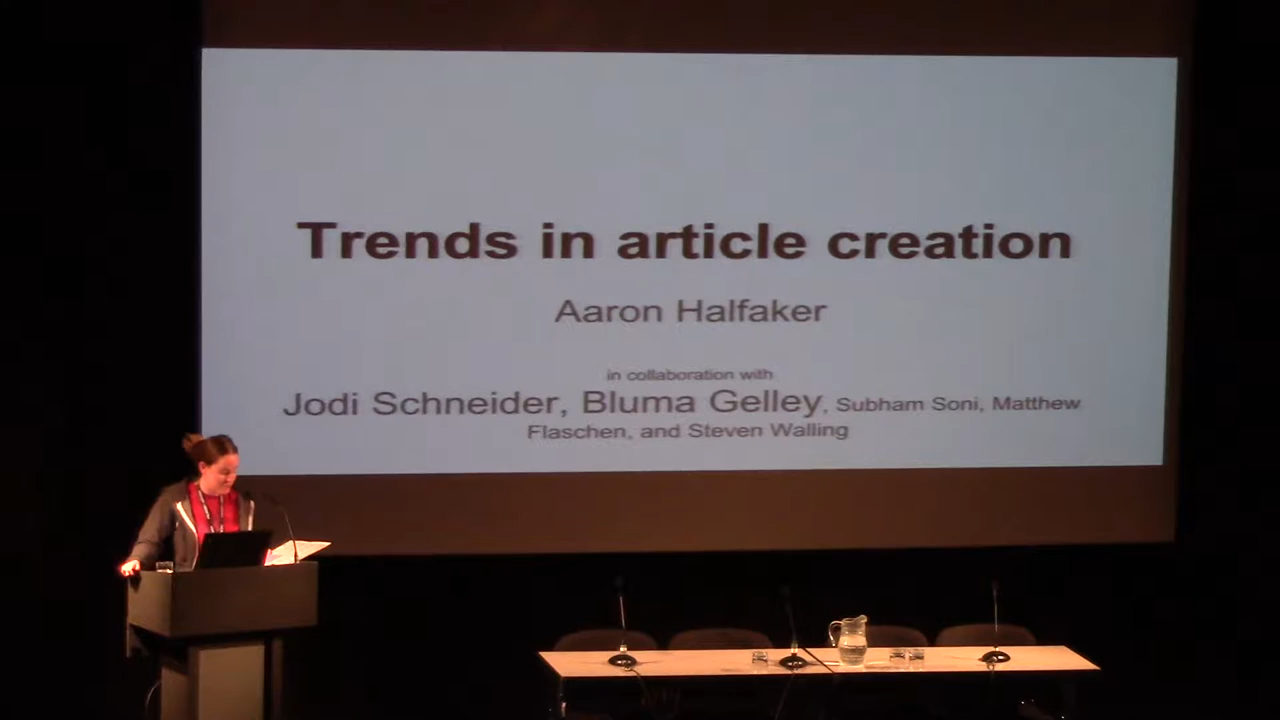 Trends in article creation
Aaron Halfaker
in collaboration with
Jodi Schneider, Bluma Gelley, Subham Soni, Matthew
Flaschen, and Steven Walling